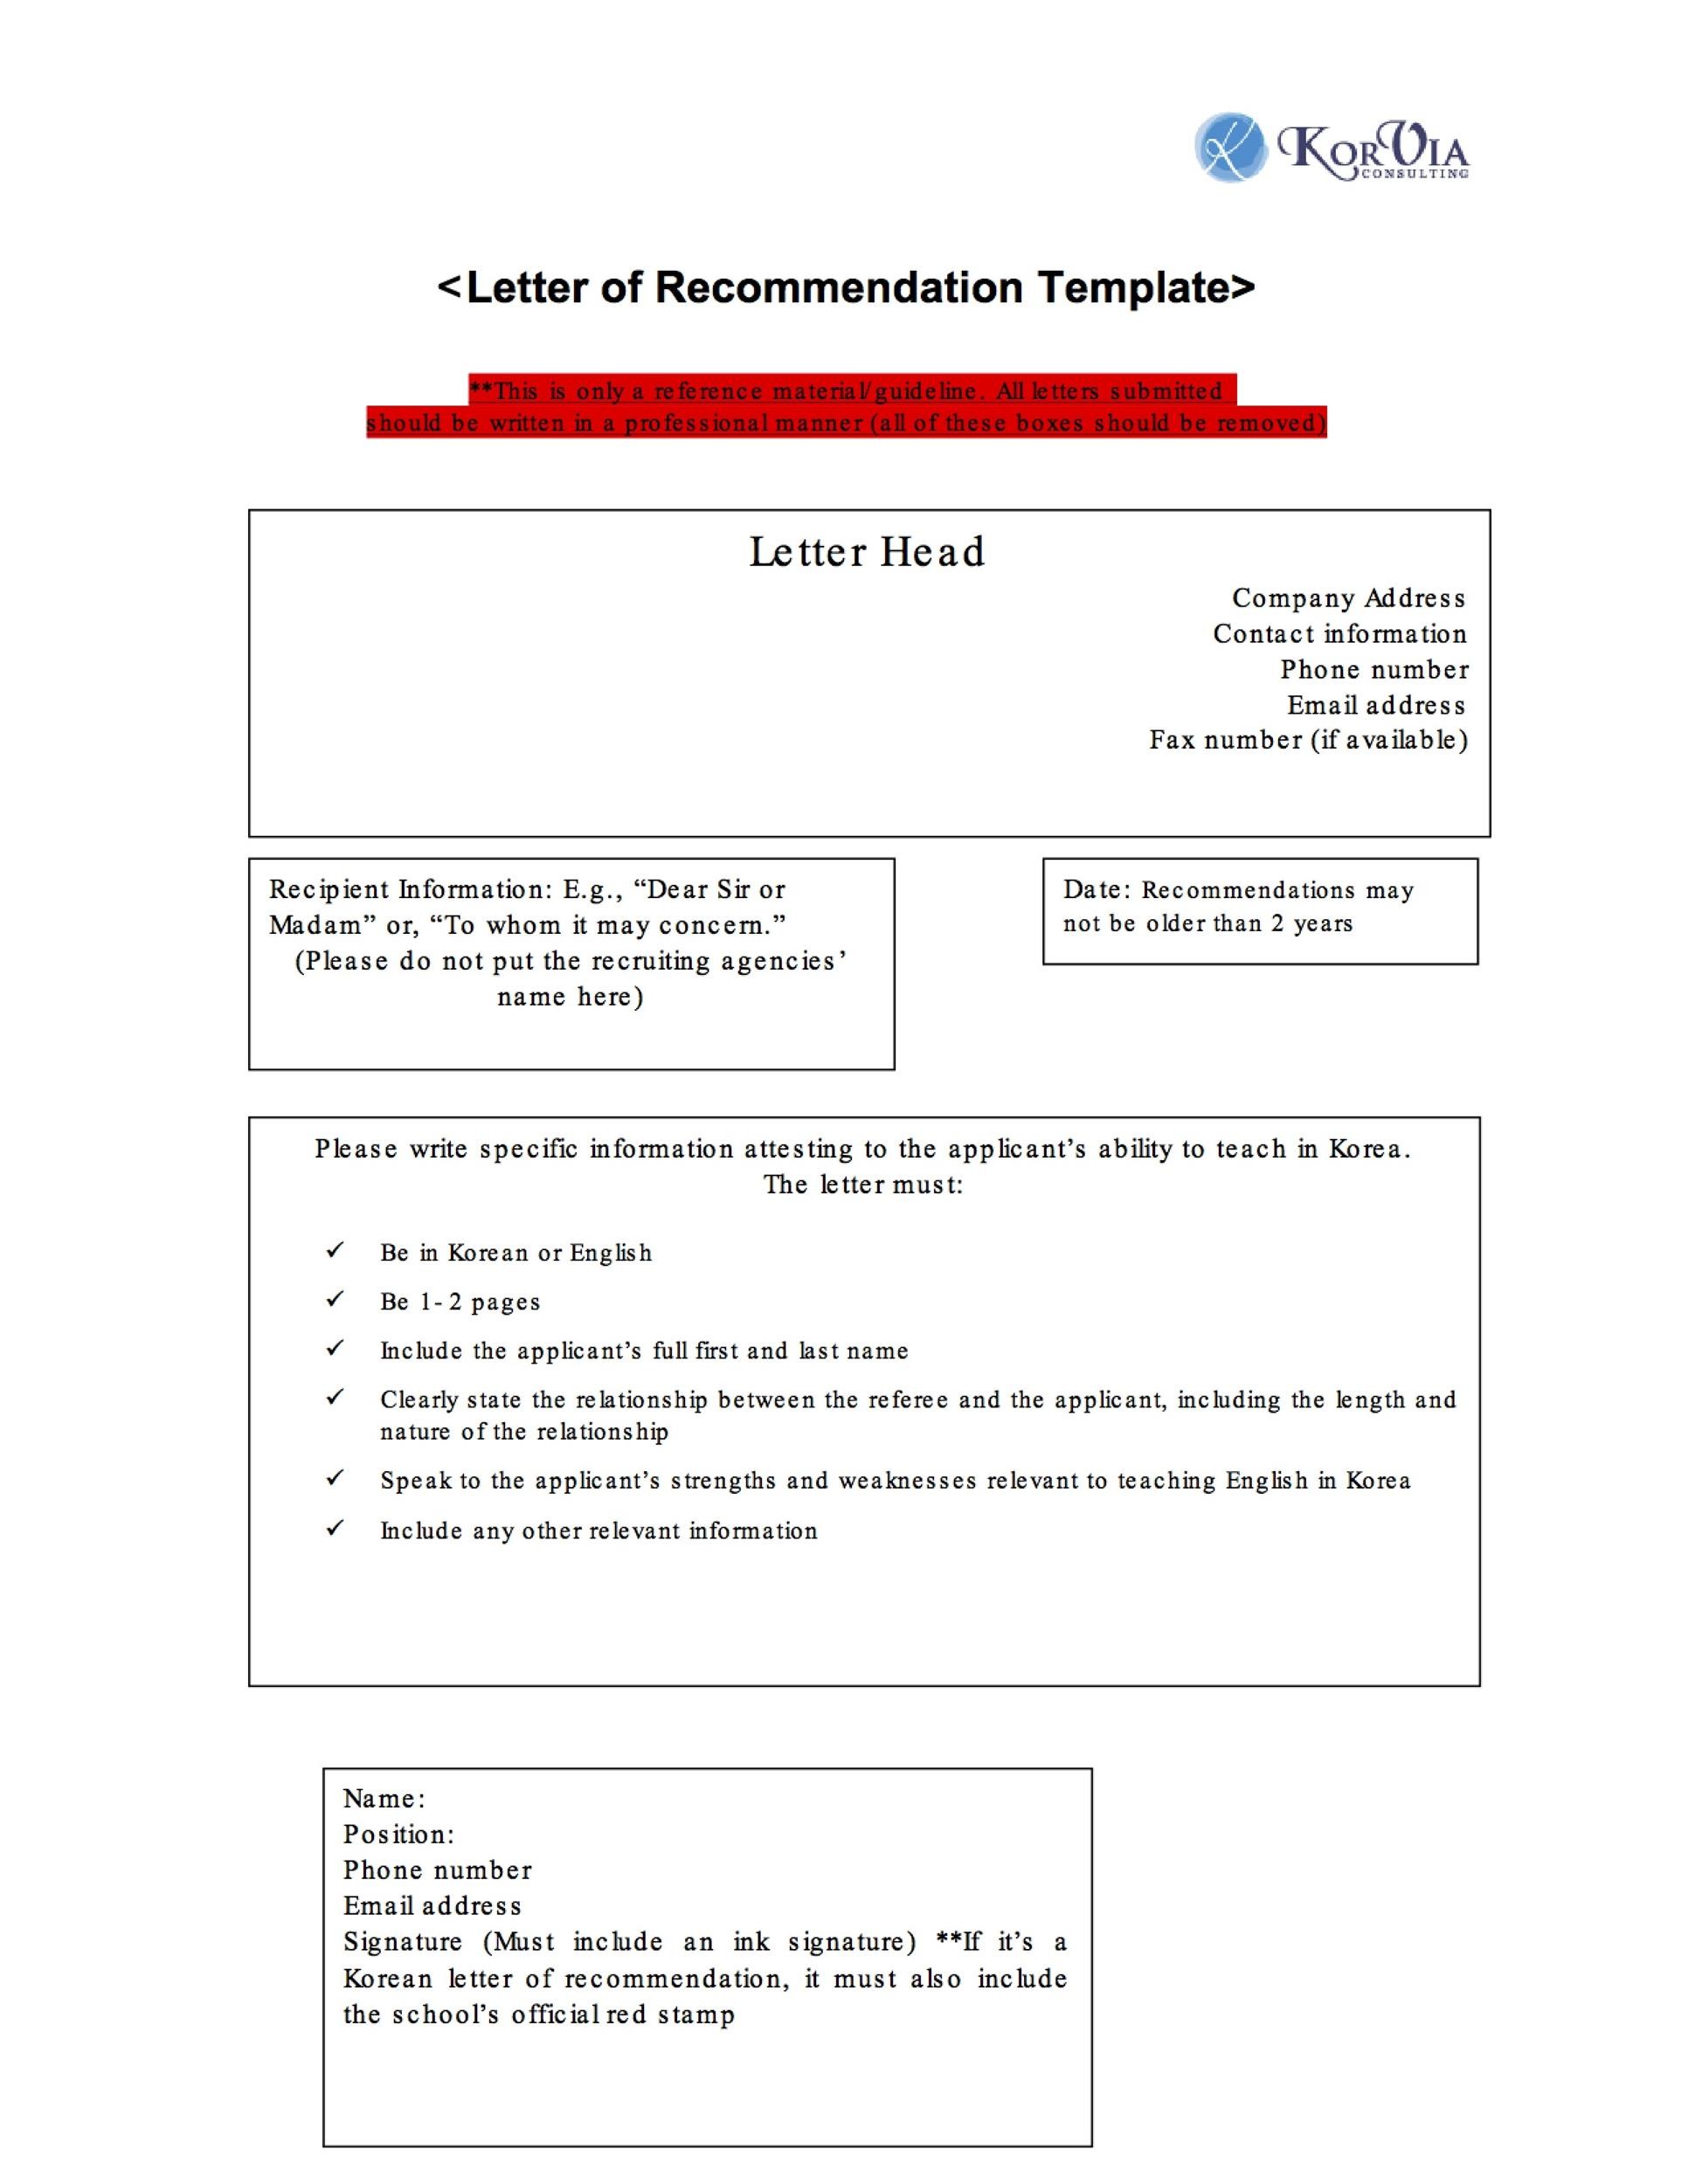 KORVIA
CONSULTING
<Letter of Recommendation Template>
**This is only a reference material/guideline. All letters submitted
should be written in a professional manner (all of these boxes should be removed)
Letter Head
Company Address
Contact information
Phone number
Email address
Fax number (if available)
Recipient Information: E.g., “Dear Sir or
Madam” or, “To whom it may concern.”
(Please do not put the recruiting agencies’
name here)
Date: Recommendations may
not be older than 2 years
Please write specific information attesting to the applicant’s ability to teach in Korea.
The letter must:
✓ Be in Korean or English
✓ Be 1-2 pages
✓ Include the applicant’s full first and last name
✓ Clearly state the relationship between the referee and the applicant, including the length and
nature of the relationship
✓ Speak to the applicant’s strengths and weaknesses relevant to teaching English in Korea
✓ Include any other relevant information
Name:
Position:
Phone number
Email address
Signature (Must include an ink signature) **If it’s a
Korean letter of recommendation, it must also include
the school’s official red stamp